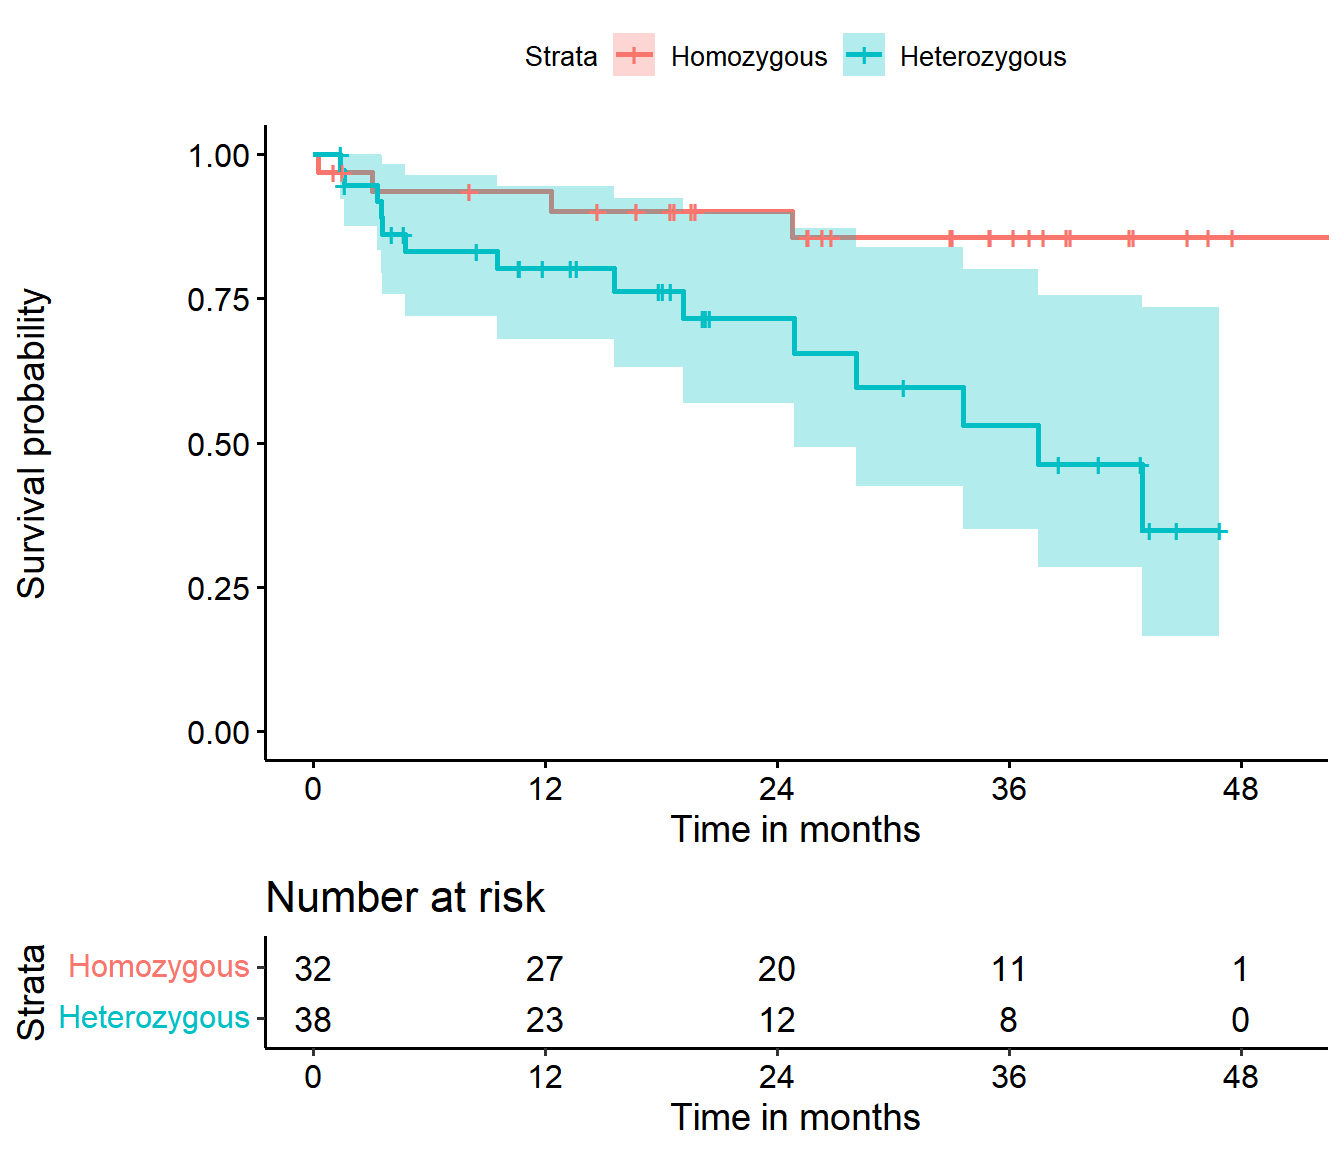 Strata Homozygous Heterozygous
Survival probability
1.00
0.75
0.50
0.25
0.00
0 12 24 36 48
Time in months
Number at risk
Strata
Homozygous 32 27 20 11 1
Heterozygous 38 23 12 8 0
0 12 24 36 48
Time in months